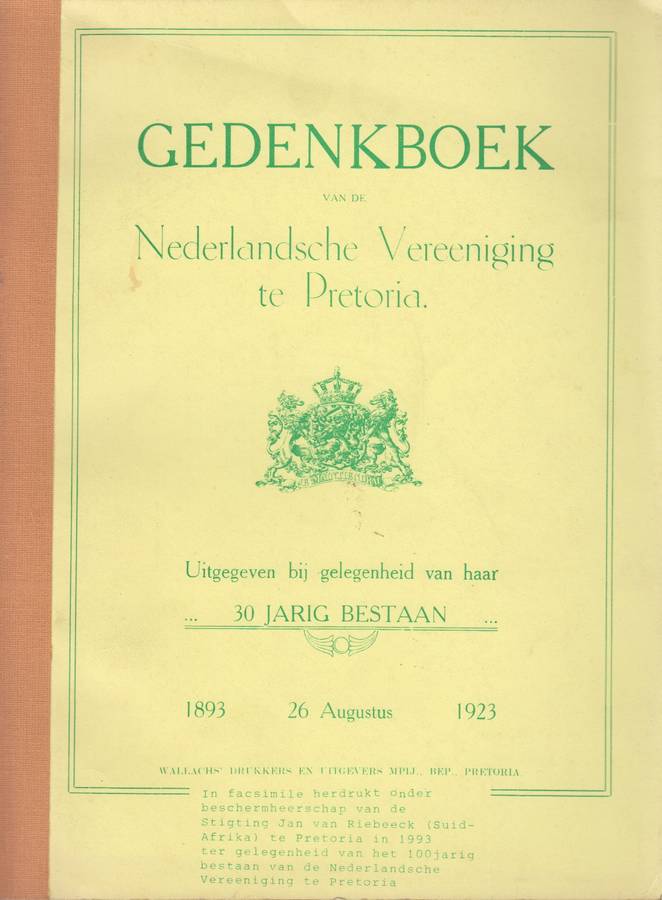 GEDENKBOEK
VAN DE
Nederlandsche Vereeniging
te Pretoria.
Uitgegeven bij gelegenheid van haar
... 30 JARIG BESTAAN ...
1893 26 Augustus 1923
WALLACHS' DRUKKERS EN UITGEVERS MPIJ., BEP., PRETORIA
In facsimile herdrukt onder
beschermheerschap van de
Stigting Jan van Riebeeck (Suid-
Afrika) te Pretoria in 1993
ter gelegenheid van het 100jarig
bestaan van de Nederlandsche
Vereeniging te Pretoria